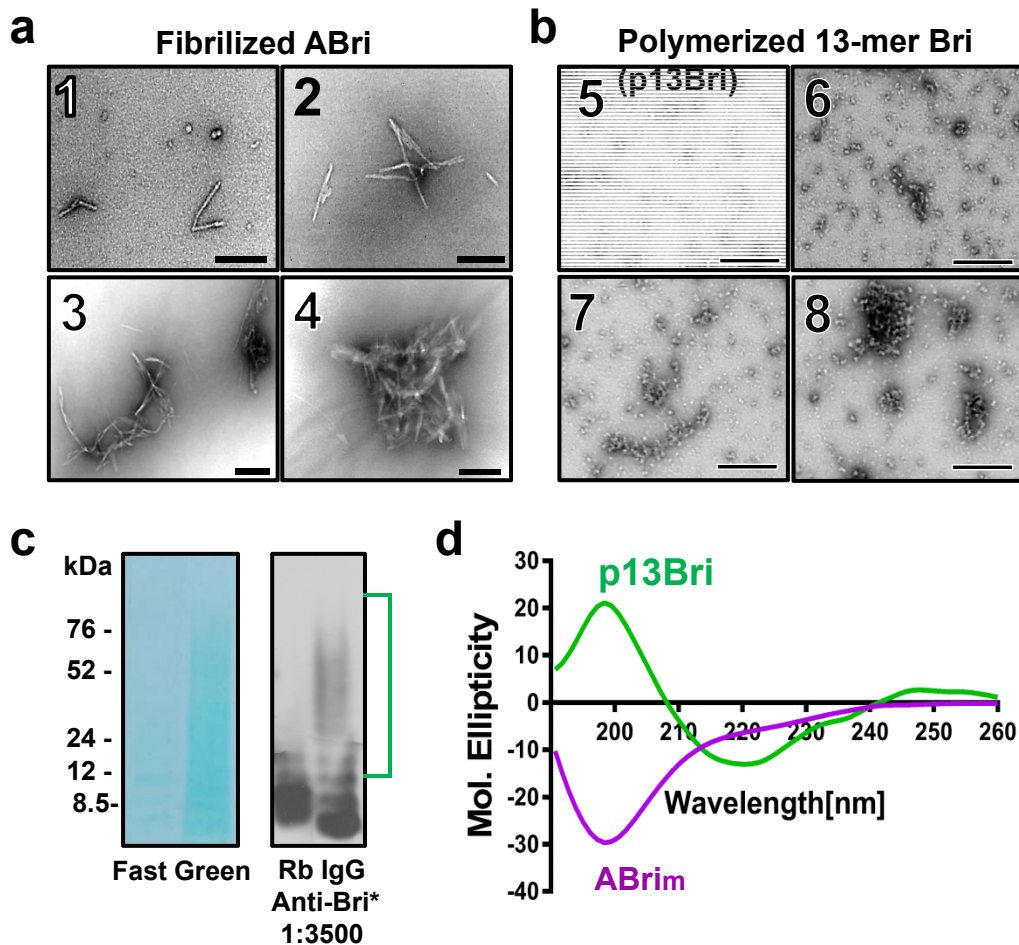 a
Fibrilized ABri
1
2
3
4
b
Polymerized 13-mer Bri
(p13Bri)
5
6
7
8
c
kDa
76 -
52 -
24 -
12 -
8.5-
Fast Green
Rb IgG
Anti-Bri*
1:3500
d
p13Bri
Mol. Ellipticity
30
20
10
0
-10
-20
-30
-40
200 210 220 230 240 250 260
Wavelength[nm]
ABrim